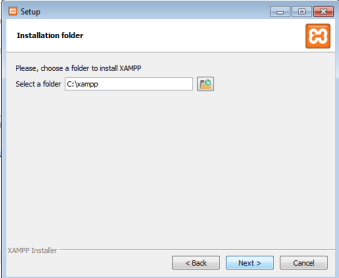 Setup
Installation folder
Please, choose a folder to install XAMPP
Select a folder C:\xampp
XAMPP Installer
< Back Next > Cancel